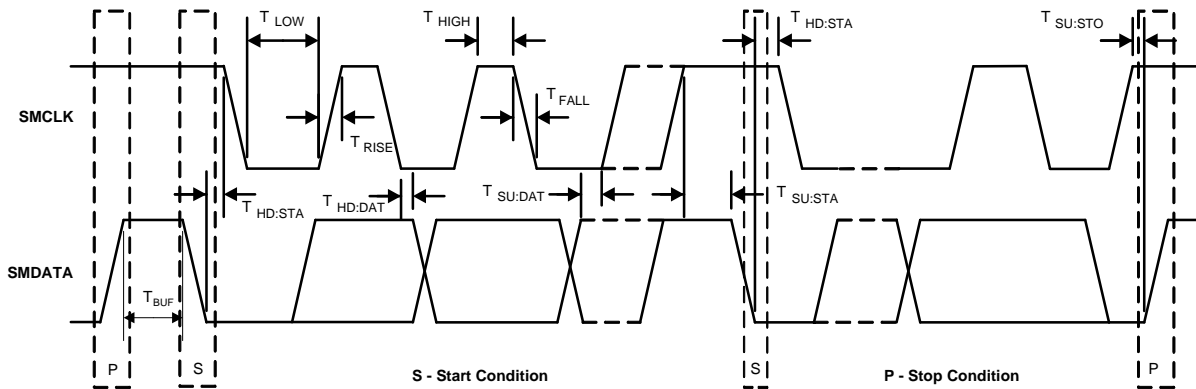 T LOW
T HIGH
T HD:STA
T SU:STO
SMCLK
T FALL
T RISE
T HD:STA
T HD:DAT
T SU:DAT
T SU:STA
SMDATA
T BUF
P
S
S - Start Condition
S
P - Stop Condition
P